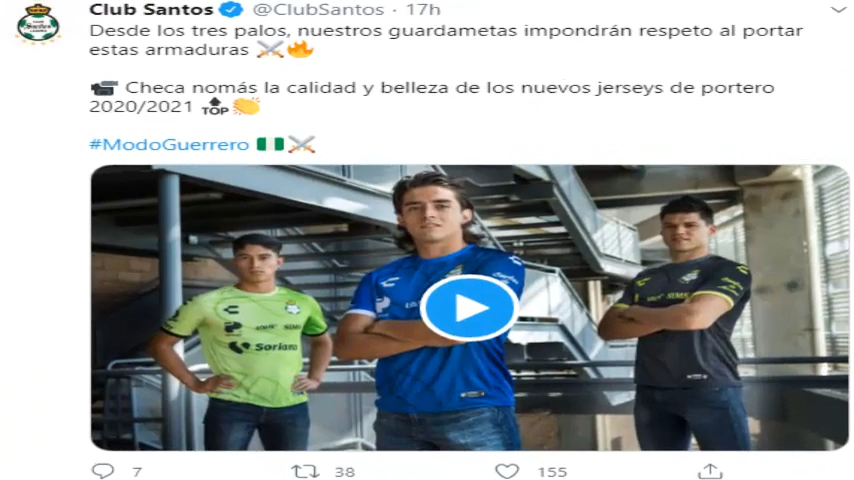 Club Santos @ClubSantos · 17h
Desde los tres palos, nuestros guardametas impondrán respeto al portar
estas armaduras ⚔️🔥
Checa nomás la calidad y belleza de los nuevos jerseys de portero
2020/2021 🔝👏
#ModoGuerrero 🇳🇬⚔️
Soriana
7 38 155